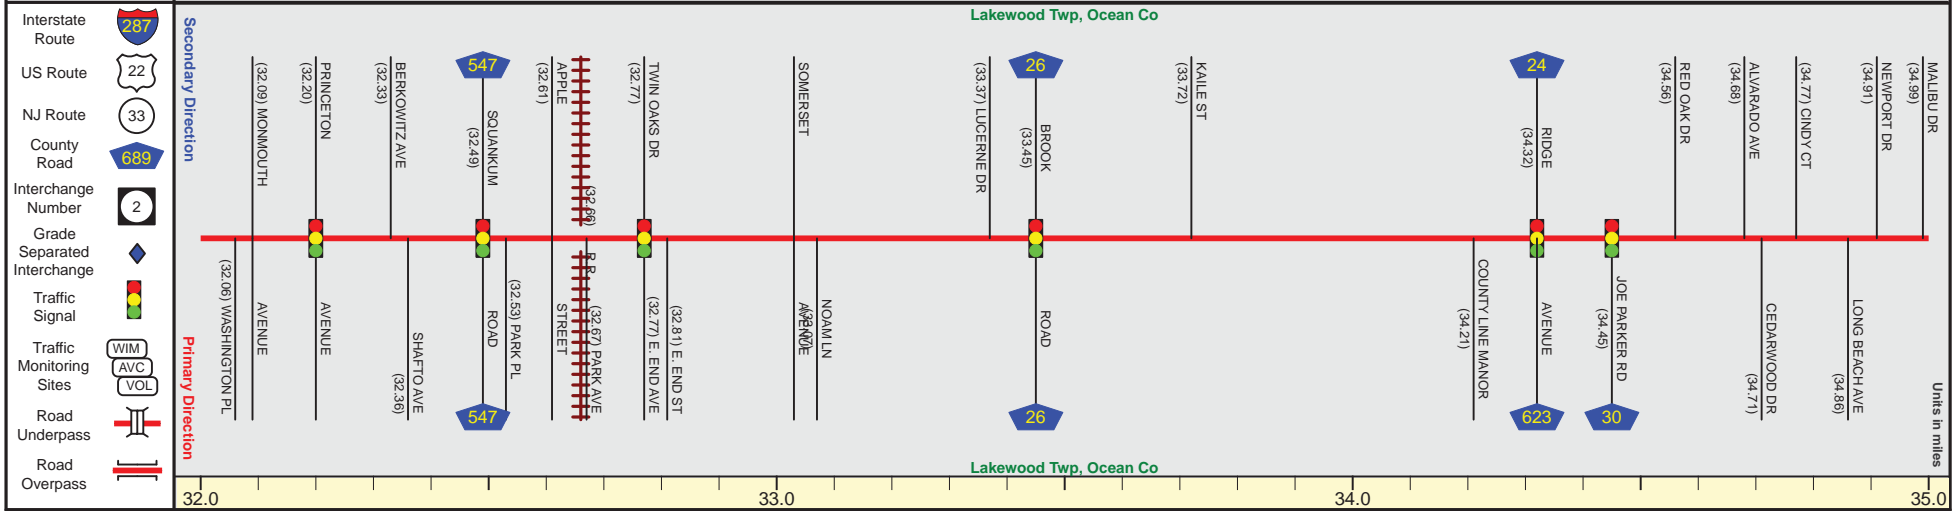 Interstate
Route
287
US Route
22
NJ Route
33
County
Road
689
Interchange
Number
2
Grade
Separated
Interchange
Traffic
Signal
Traffic
Monitoring
Sites
WIM
AVC
VOL
Road
Underpass
Road
Overpass
Secondary Direction
Primary Direction
Lakewood Twp, Ocean Co
(32.09) MONMOUTH
(32.20)
PRINCETON
(32.33)
BERKOWITZ AVE
547
SQUANKUM
(32.49)
(32.61)
APPLE
(32.66)
(32.77)
TWIN OAKS DR
SOMERSET
(33.37) LUCERNE DR
26
BROOK
(33.45)
(33.72)
KAILE ST
24
RIDGE
(34.32)
(34.56)
RED OAK DR
(34.68)
ALVARADO AVE
(34.77) CINDY CT
(34.91)
NEWPORT DR
(34.99)
MALIBU DR
(32.06) WASHINGTON PL
AVENUE
AVENUE
SHAFTO AVE
(32.36)
ROAD
547
(32.53) PARK PL
STREET
R R
(32.67) PARK AVE
(32.77) E. END AVE
(32.81) E. END ST
AVENUE
NOAM LN
ROAD
26
COUNTY LINE MANOR
(34.21)
AVENUE
623
JOE PARKER RD
(34.45)
30
CEDARWOOD DR
(34.71)
LONG BEACH AVE
(34.86)
Units in miles
Lakewood Twp, Ocean Co
32.0
33.0
34.0
35.0